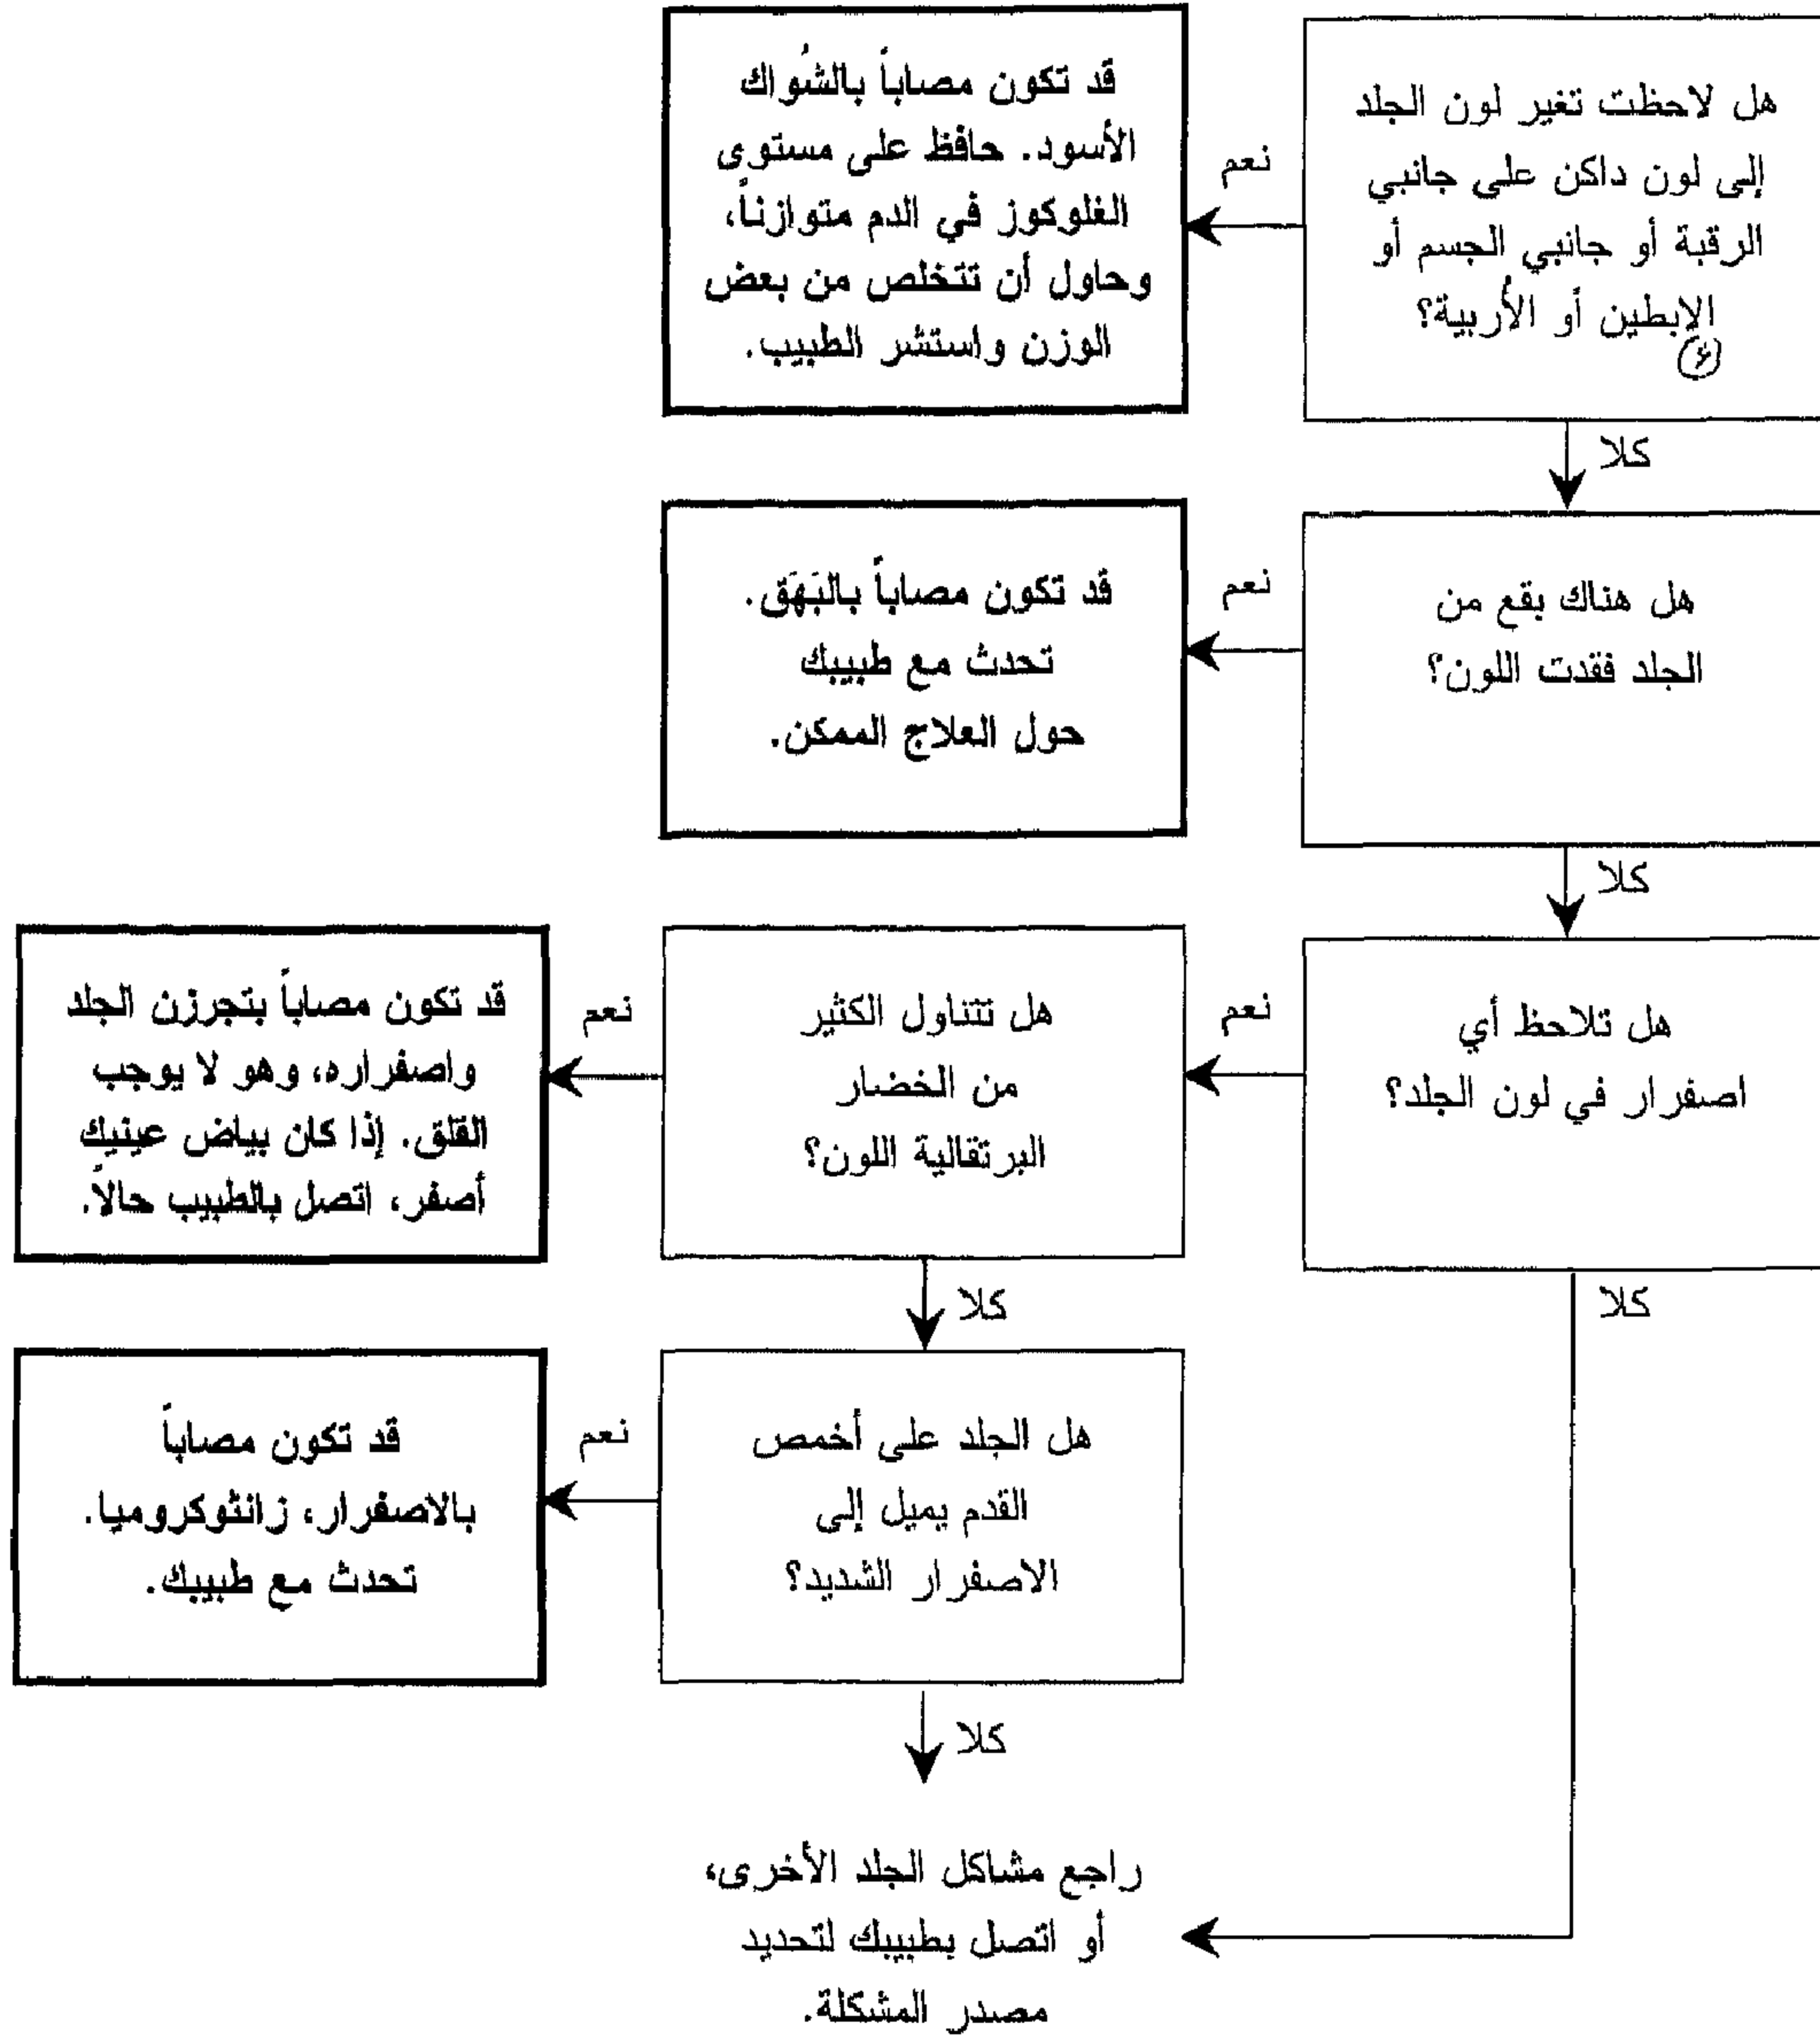 هل لاحظت تغير لون الجلد
إلى لون داكن على جانبي
الرقبة أو جانبي الجسم أو
الإبطين أو الأربية؟
نعم
قد تكون مصاباً بالشُواك
الأسود. حافظ على مستوى
الغلوكوز في الدم متوازناً،
وحاول أن تتخلص من بعض
الوزن واستشر الطبيب.
كلا
هل هناك بقع من
الجلد فقدت اللون؟
نعم
قد تكون مصاباً بالبَهَق.
تحدث مع طبيبك
حول العلاج الممكن.
كلا
هل تلاحظ أي
اصفرار في لون الجلد؟
نعم
هل تتناول الكثير
من الخضار
البرتقالية اللون؟
نعم
قد تكون مصاباً بتجرزن الجلد
واصفراره، وهو لا يوجب
القلق. إذا كان بياض عينيك
أصفر، اتصل بالطبيب حالاً.
كلا
كلا
هل الجلد على أخمص
القدم يميل إلى
الاصفرار الشديد؟
نعم
قد تكون مصاباً
بالاصفرار، زانثوكروميا.
تحدث مع طبيبك.
كلا
راجع مشاكل الجلد الأخرى،
أو اتصل بطبيبك لتحديد
مصدر المشكلة.